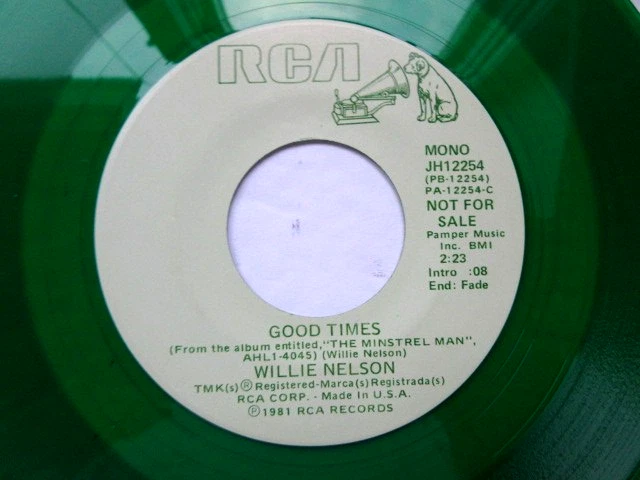 RCA
MONO
JH12254
(PB-12254)
PA-12254-C
NOT FOR
SALE
Pamper Music
Inc. BMI
2:23
Intro :08
End: Fade
GOOD TIMES
(From the album entitled,"THE MINSTREL MAN",
AHL1-4045) (Willie Nelson)
WILLIE NELSON
TMK(s)®Registered-Marca(s)Registrada(s)
RCA CORP. - Made in U.S.A.
℗1981 RCA RECORDS